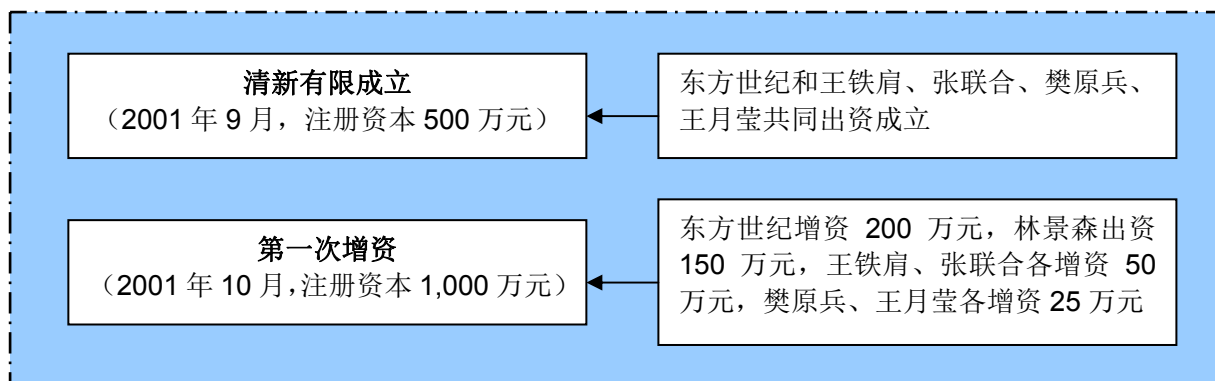 清新有限成立
（2001 年 9 月，注册资本 500 万元）
东方世纪和王铁肩、张联合、樊原兵、
王月莹共同出资成立
第一次增资
（2001 年 10 月，注册资本 1,000 万元）
东方世纪增资 200 万元，林景森出资
150 万元，王铁肩、张联合各增资 50
万元，樊原兵、王月莹各增资 25 万元